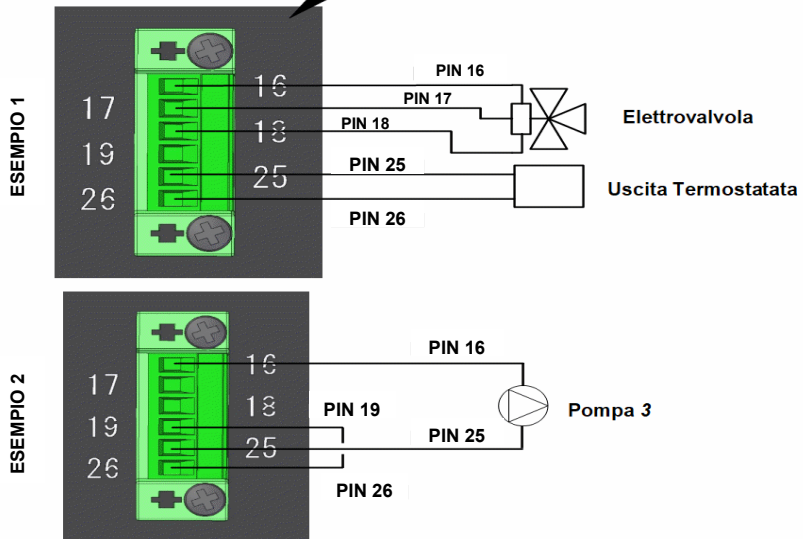 ESEMPIO 1
16
17
18
19
25
26
PIN 16
PIN 17
PIN 18
PIN 25
PIN 26
Elettrovalvola
Uscita Termostatata
ESEMPIO 2
16
17
18
19
25
26
PIN 16
PIN 19
PIN 25
PIN 26
Pompa 3